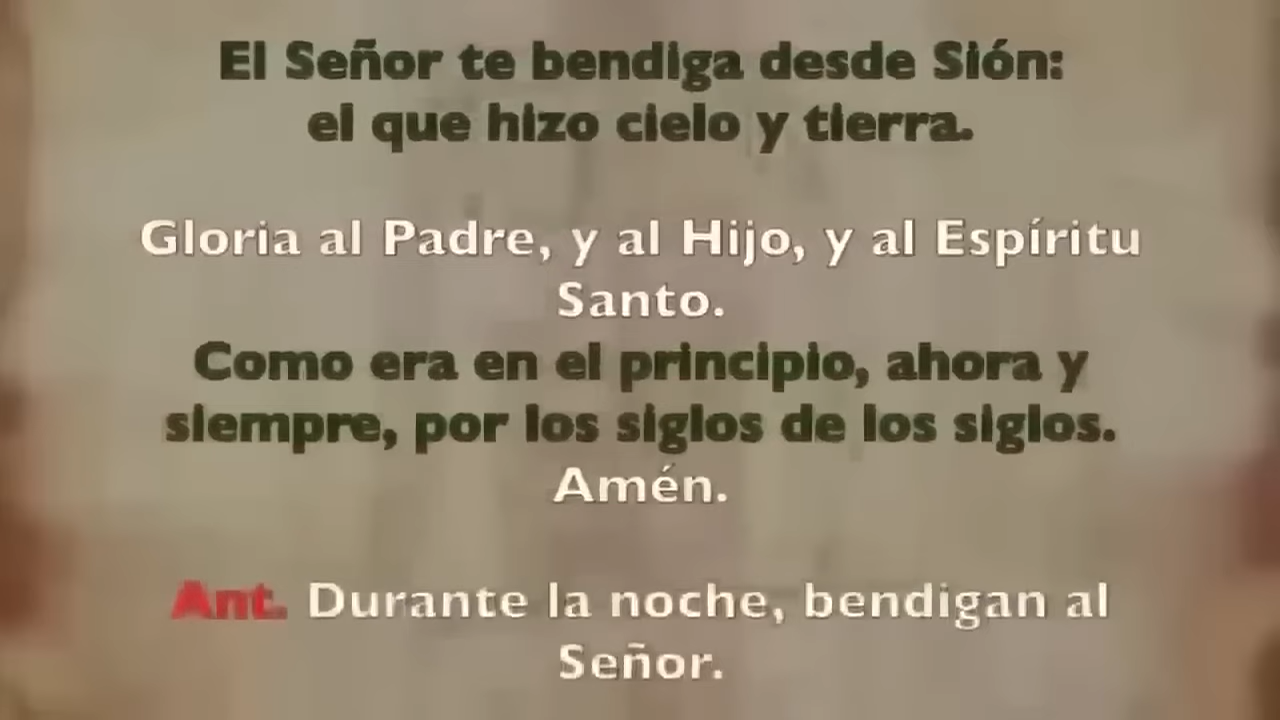 El Señor te bendiga desde Sión:
el que hizo cielo y tierra.
Gloria al Padre, y al Hijo, y al Espíritu
Santo.
Como era en el principio, ahora y
siempre, por los siglos de los siglos.
Amén.
Ant. Durante la noche, bendigan al
Señor.